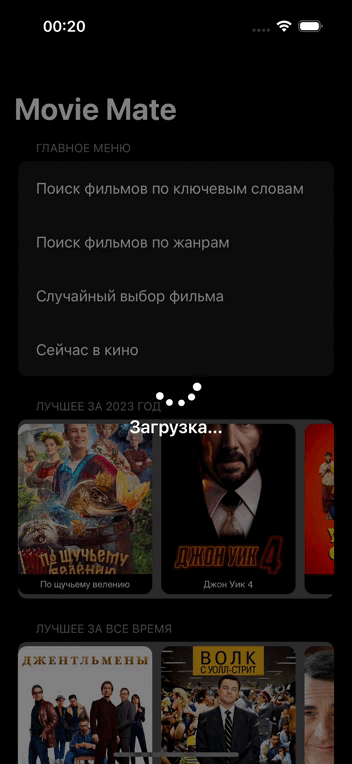 00:20
Movie Mate
ГЛАВНОЕ МЕНЮ
Поиск фильмов по ключевым словам
Поиск фильмов по жанрам
Случайный выбор фильма
Сейчас в кино
ЛУЧШЕЕ ЗА 2023 ГОД
Загрузка...
ПО ЩУЧЬЕМУ
ВЕЛЕНИЮ
ДЖОН УИК 4
По щучьему велению
Джон Уик 4
ЛУЧШЕЕ ЗА ВСЕ ВРЕМЯ
ДЖЕНТЛЬМЕНЫ
ВОЛК
С УОЛЛ-СТРИТ